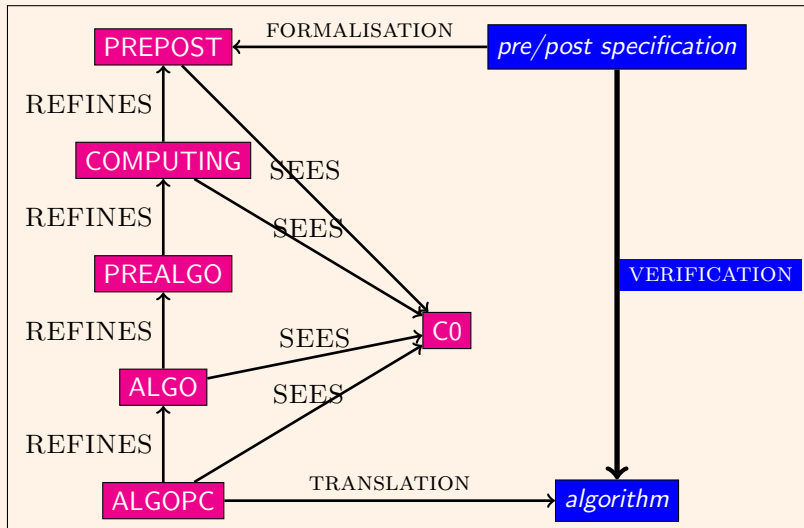 PREPOST
FORMALISATION
pre/post specification
REFINES
COMPUTING
SEES
REFINES
SEES
PREALGO
VERIFICATION
REFINES
SEES
C0
ALGO
SEES
REFINES
ALGOPC
TRANSLATION
algorithm